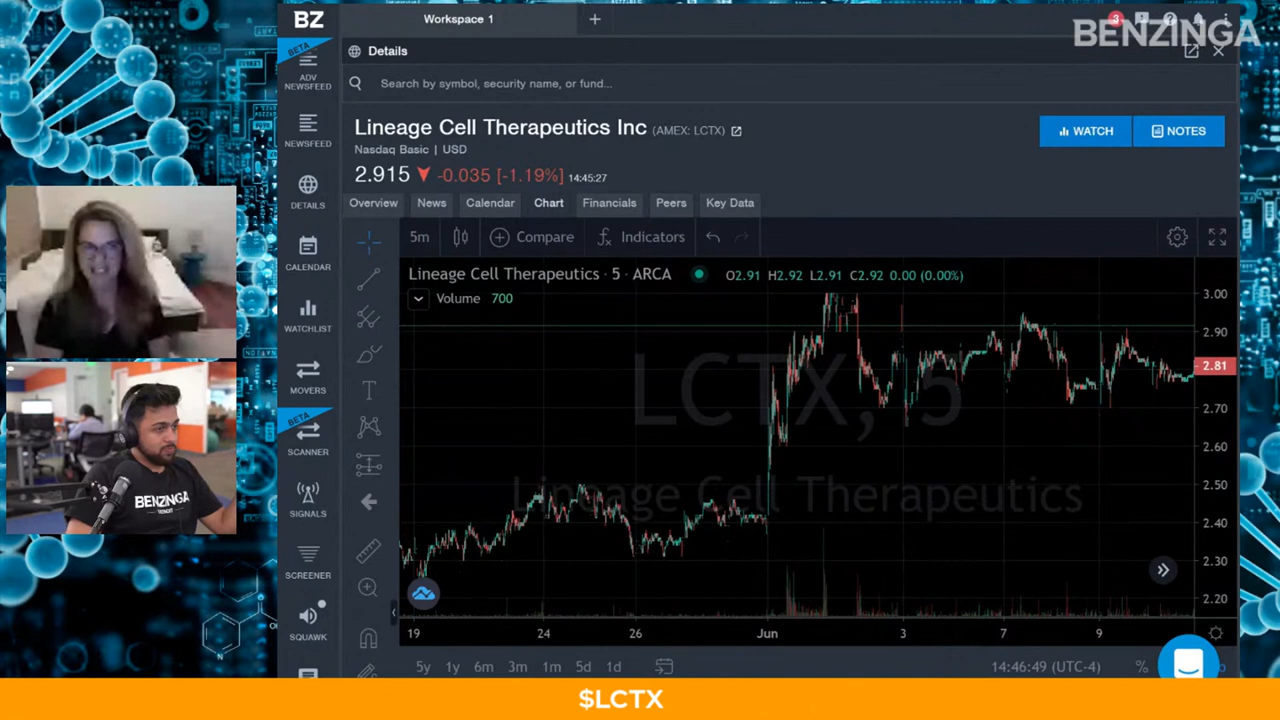 BZ
Workspace 1
+
3
BENZINGA
BETA
ADV
NEWSFEED
NEWSFEED
DETAILS
CALENDAR
WATCHLIST
MOVERS
BETA
SCANNER
SIGNALS
SCREENER
SQUAWK
Details
Search by symbol, security name, or fund...
Lineage Cell Therapeutics Inc (AMEX: LCTX)
WATCH
NOTES
Nasdaq Basic | USD
2.915 -0.035 [-1.19%] 14:45:27
Overview News Calendar Chart Financials Peers Key Data
5m Compare Indicators
Lineage Cell Therapeutics · 5 · ARCA O2.91 H2.92 L2.91 C2.92 0.00 (0.00%)
Volume 700
LCTX, 5
Lineage Cell Therapeutics
3.00
2.90
2.81
2.70
2.60
2.50
2.40
2.30
2.20
19 24 26 Jun 3 7 9
5y 1y 6m 3m 1m 5d 1d 14:46:49 (UTC-4) %
BENZINGA
DETROIT
N
$LCTX